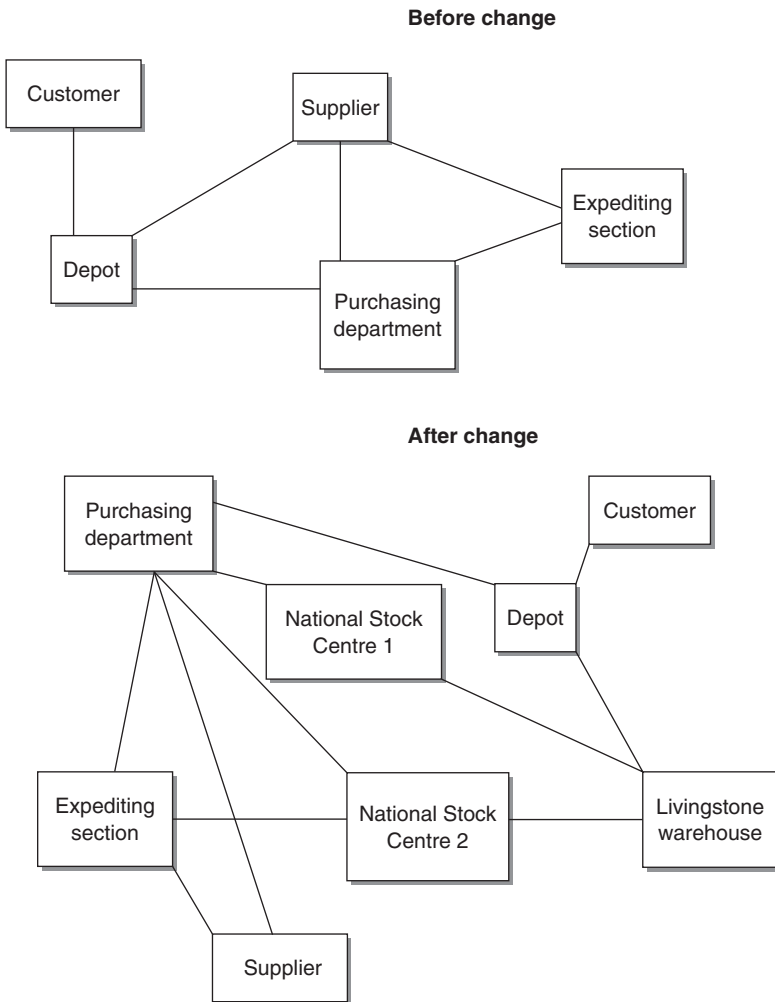 Before change
Customer
Supplier
Expediting
section
Depot
Purchasing
department
After change
Purchasing
department
Customer
National Stock
Centre 1
Depot
Expediting
section
National Stock
Centre 2
Livingstone
warehouse
Supplier